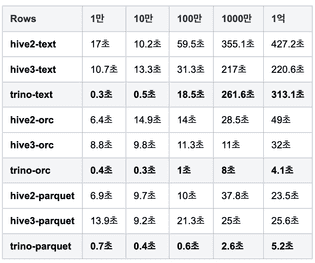 Rows 1만 10만 100만 1000만 1억
hive2-text 17초 10.2초 59.5초 355.1초 427.2초
hive3-text 10.7초 13.3초 31.3초 217초 220.6초
trino-text 0.3초 0.5초 18.5초 261.6초 313.1초
hive2-orc 6.4초 14.9초 14초 28.5초 49초
hive3-orc 8.8초 9.8초 11.3초 11초 32초
trino-orc 0.4초 0.3초 1초 8초 4.1초
hive2-parquet 6.9초 9.7초 10초 37.8초 23.5초
hive3-parquet 13.9초 9.2초 21.3초 25초 25.6초
trino-parquet 0.7초 0.4초 0.6초 2.6초 5.2초